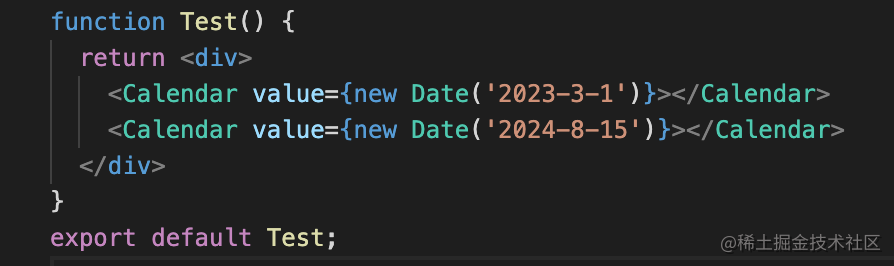 function Test() {
  return <div>
    <Calendar value={new Date('2023-3-1')}></Calendar>
    <Calendar value={new Date('2024-8-15')}></Calendar>
  </div>
}
export default Test;
@稀土掘金技术社区